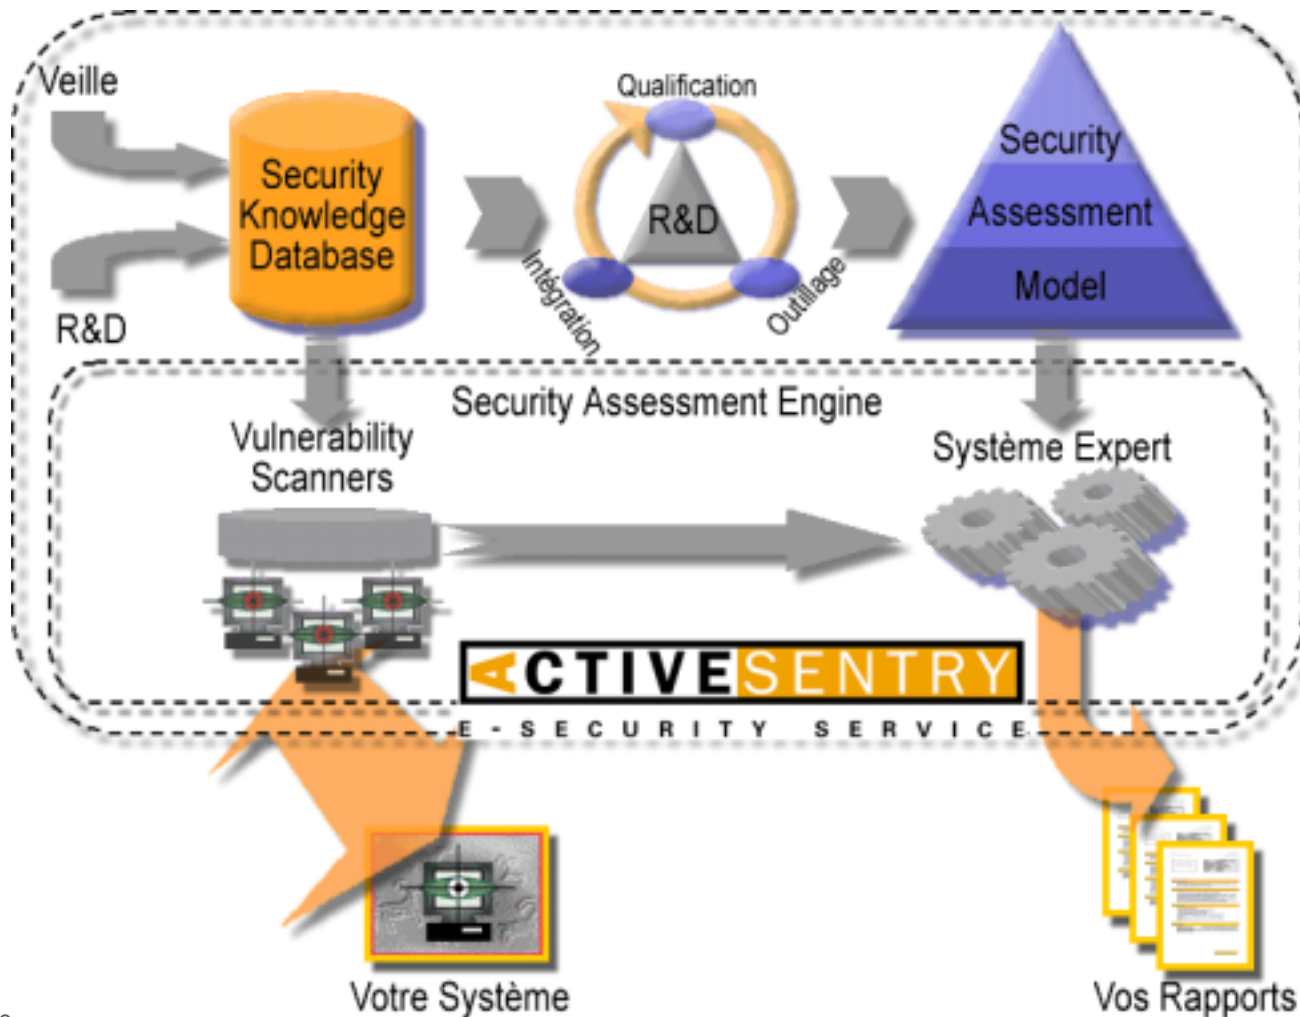 Veille
Qualification
Security
Knowledge
Database
R&D
Security
Assessment
Model
R&D
Intégration
Outillage
Security Assessment Engine
Vulnerability
Scanners
Système Expert
ACTIVESENTRY
E-SECURITY SERVICE
Votre Système
Vos Rapports